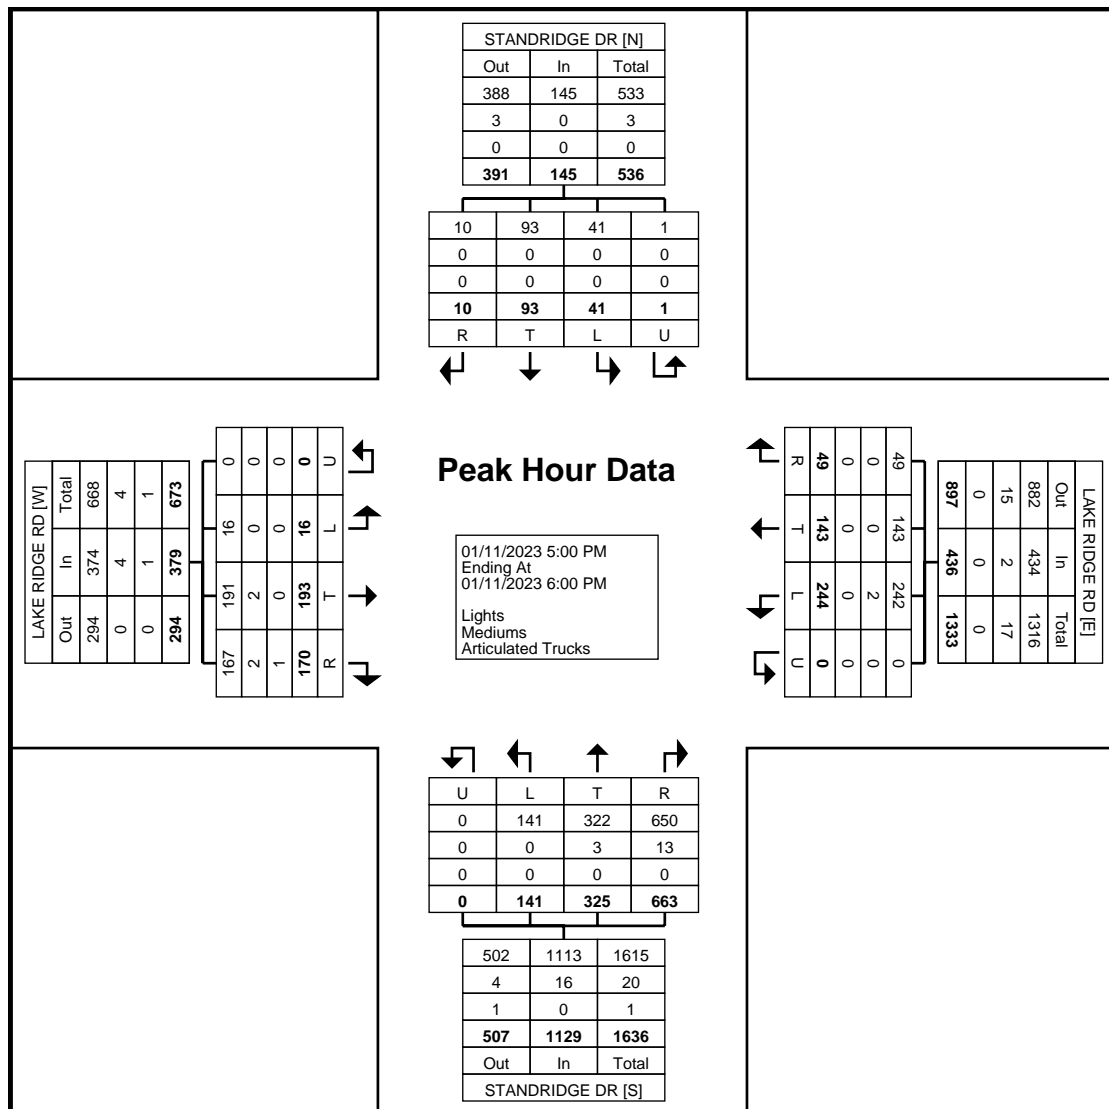 STANDRIDGE DR [N]
Out In Total
388 145 533
3 0 3
0 0 0
391 145 536
10 93 41 1
0 0 0 0
0 0 0 0
10 93 41 1
R T L U
LAKE RIDGE RD [W]
Total In Out
668 374 294
4 4 0
1 1 0
673 379 294
0 16 191 167
0 0 2 2
0 0 0 1
0 16 193 170
U L T R
Peak Hour Data
01/11/2023 5:00 PM
Ending At
01/11/2023 6:00 PM
Lights
Mediums
Articulated Trucks
R T L U
49 143 244 0
0 0 0 0
0 0 2 0
49 143 242 0
LAKE RIDGE RD [E]
Out In Total
882 434 1316
15 2 17
0 0 0
897 436 1333
U L T R
0 141 322 650
0 0 3 13
0 0 0 0
0 141 325 663
502 1113 1615
4 16 20
1 0 1
507 1129 1636
Out In Total
STANDRIDGE DR [S]